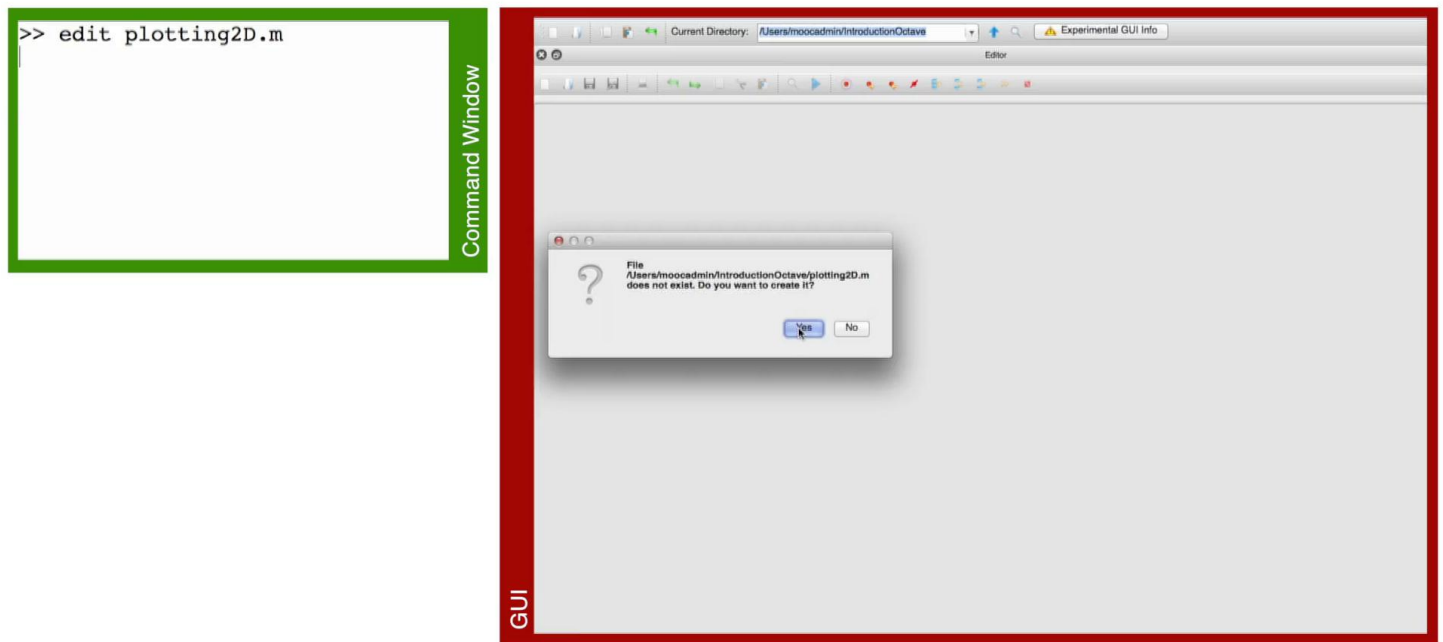 >> edit plotting2D.m
Command Window
Current Directory: /Users/moocadmin/IntroductionOctave Experimental GUI Info
Editor
File
/Users/moocadmin/IntroductionOctave/plotting2D.m
does not exist. Do you want to create it?
Yes No
GUI